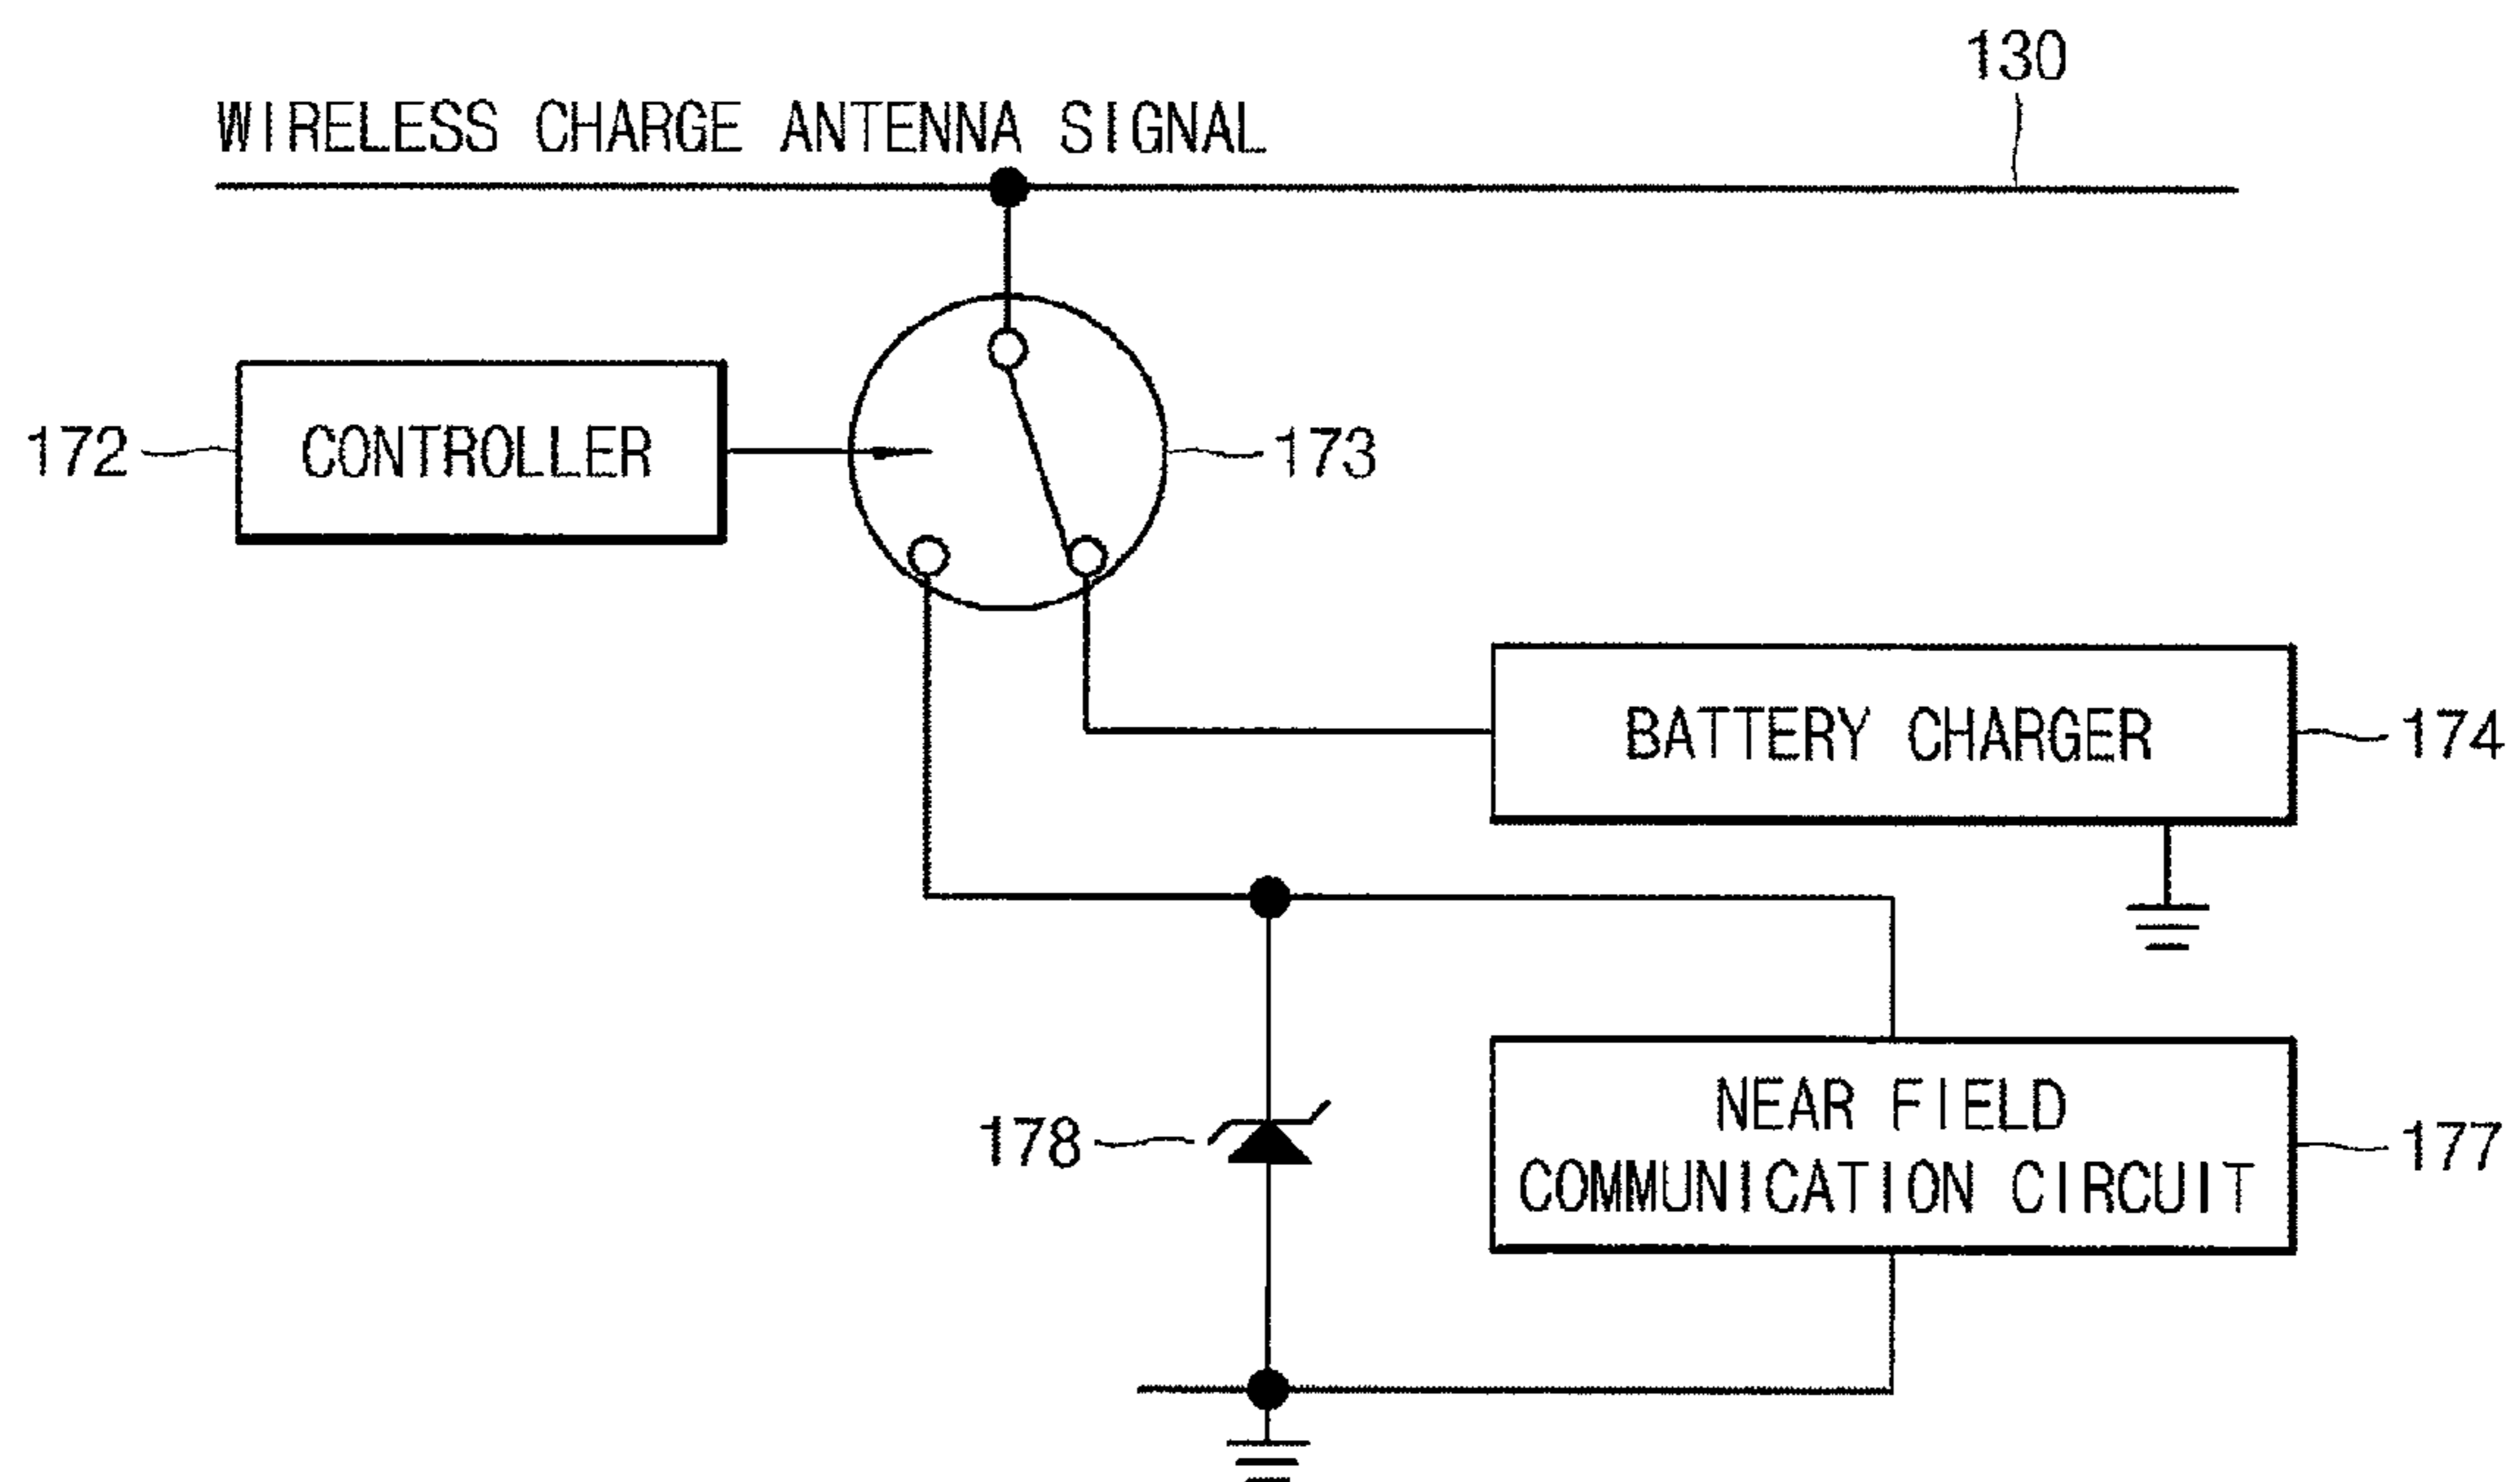 130
WIRELESS CHARGE ANTENNA SIGNAL
172
CONTROLLER
173
BATTERY CHARGER
174
178
NEAR FIELD
COMMUNICATION CIRCUIT
177